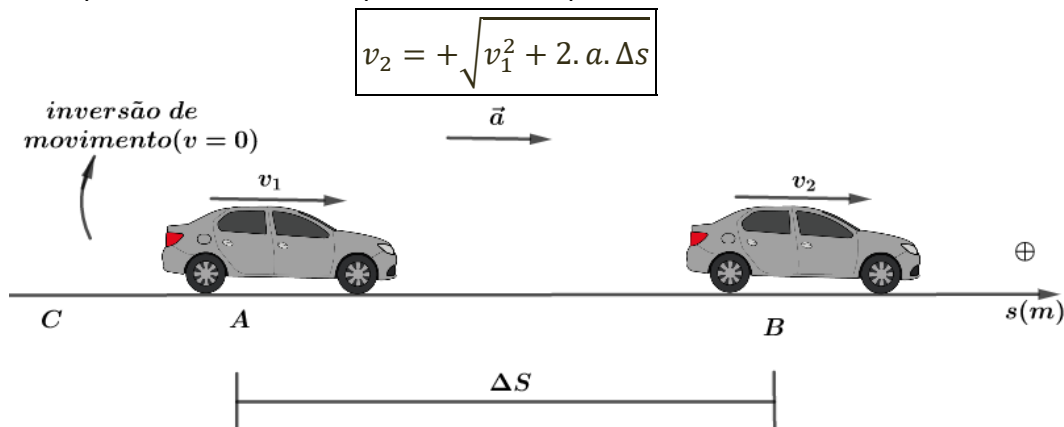 v₂ = +√(v₁² + 2. a. Δs)
inversão de
movimento(v = 0)
a⃗
v₁
v₂
⊕
C
A
B
s(m)
ΔS